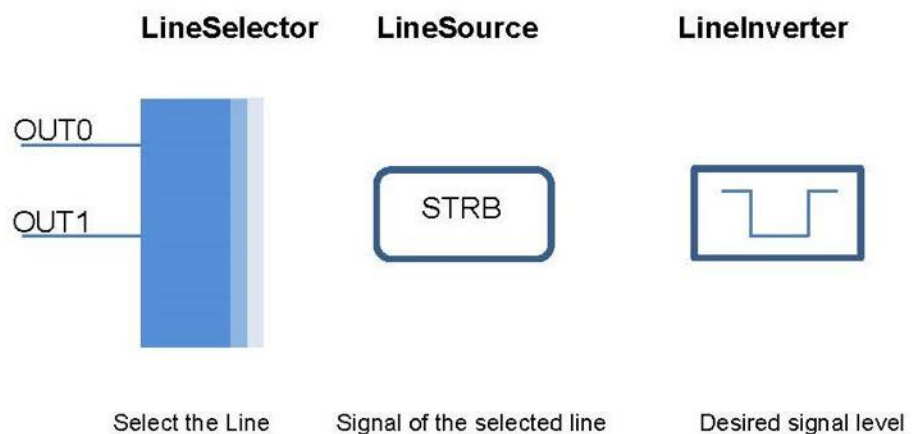 LineSelector
LineSource
LineInverter
OUT0
OUT1
STRB
Select the Line
Signal of the selected line
Desired signal level